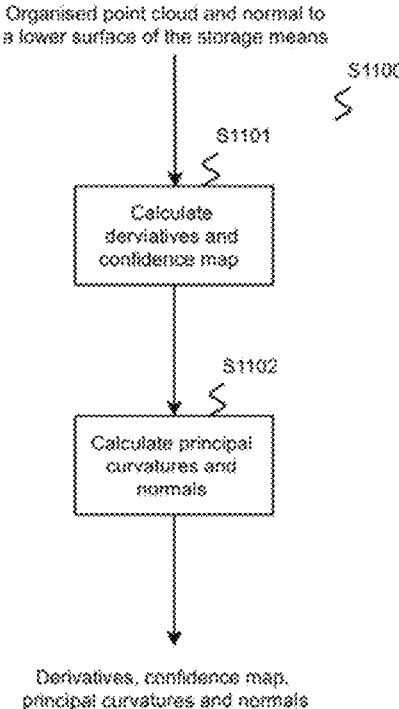 Organised point cloud and normal to
a lower surface of the storage means
S1100
S1101
Calculate
derviatives and
confidence map
S1102
Calculate principal
curvatures and
normals
Derivatives, confidence map,
principal curvatures and normals